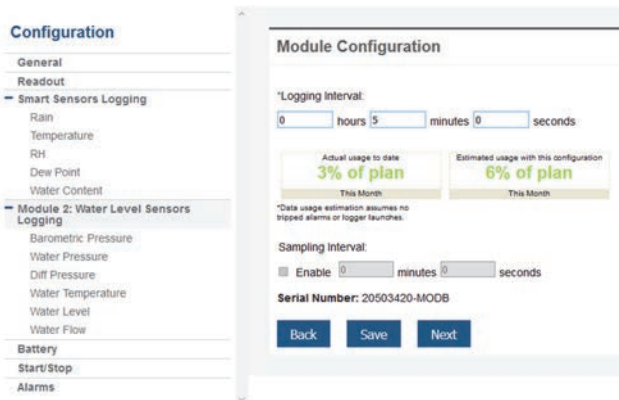 Configuration
General
Readout
Smart Sensors Logging
Rain
Temperature
RH
Dew Point
Water Content
Module 2: Water Level Sensors
Logging
Barometric Pressure
Water Pressure
Diff Pressure
Water Temperature
Water Level
Water Flow
Battery
Start/Stop
Alarms
Module Configuration
*Logging Interval:
0 hours 5 minutes 0 seconds
Actual usage to date Estimated usage with this configuration
3% of plan 6% of plan
This Month This Month
*Data usage estimation assumes no
tripped alarms or logger launches.
Sampling Interval:
Enable 0 minutes 0 seconds
Serial Number: 20503420-MODB
Back Save Next